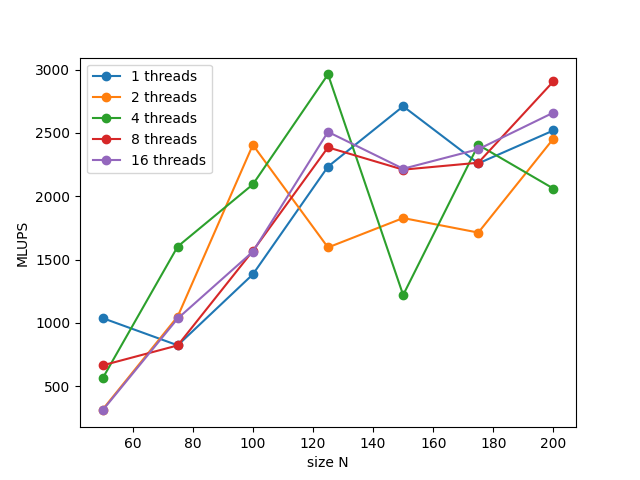 1 threads
2 threads
4 threads
8 threads
16 threads
MLUPS
3000
2500
2000
1500
1000
500
60 80 100 120 140 160 180 200
size N